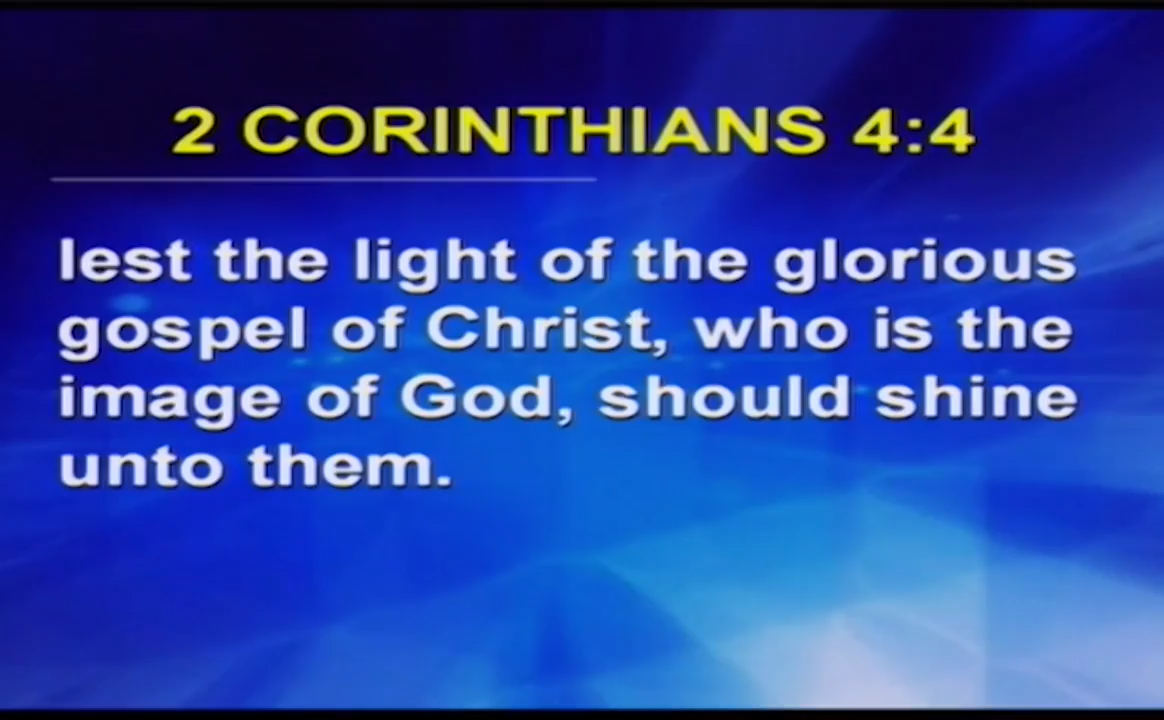 2 CORINTHIANS 4:4
lest the light of the glorious
gospel of Christ, who is the
image of God, should shine
unto them.